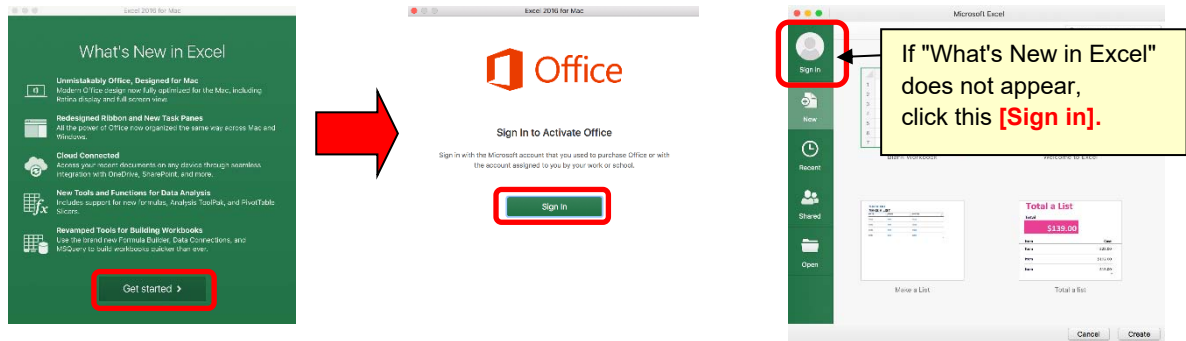 Excel 2016 for Mac
What's New in Excel
Unmistakably Office, Designed for Mac
Modern Office design now fully optimized for the Mac, including
Retina display and full screen view.
Redesigned Ribbon and New Task Panes
All the power of Office now organized the same way across Mac and
Windows.
Cloud Connected
Access your recent documents on any device through seamless
integration with OneDrive, SharePoint, and more.
New Tools and Functions for Data Analysis
Includes support for new formulas, Analysis ToolPak, and PivotTable
Slicers.
Revamped Tools for Building Workbooks
Use the brand new Formula Builder, Data Connections, and
MSQuery to build workbooks quicker than ever.
Get started >
Excel 2016 for Mac
Office
Sign In to Activate Office
Sign in with the Microsoft account that you used to purchase Office or with
the account assigned to you by your work or school.
Sign In
Microsoft Excel
Sign in
New
Recent
Shared
Open
If "What's New in Excel"
does not appear,
click this [Sign in].
Blank Workbook
Welcome to Excel
MAKE A LIST
Total a List
Total
$139.00
Item
Item
Item
Item
Make a List
Total a list
Cancel
Create